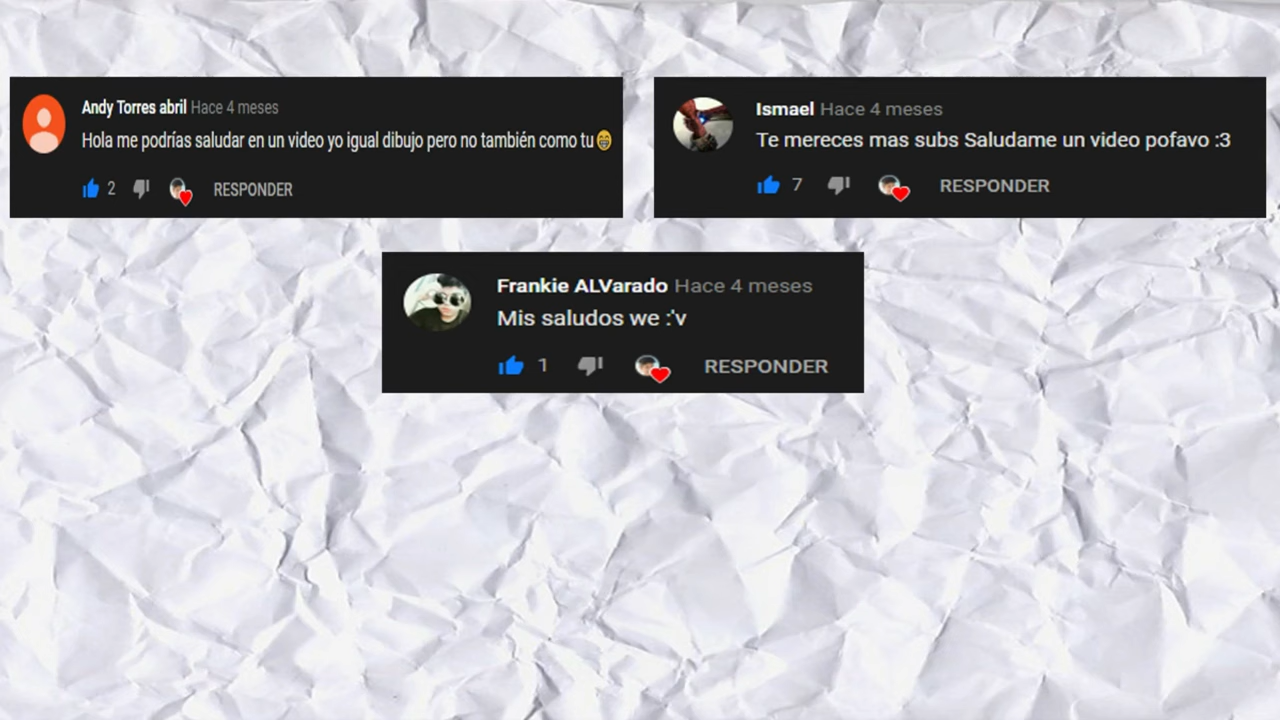 Andy Torres abril Hace 4 meses
Hola me podrías saludar en un video yo igual dibujo pero no también como tu😁
2 RESPONDER
Ismael Hace 4 meses
Te mereces mas subs Saludame un video pofavo :3
7 RESPONDER
Frankie ALVarado Hace 4 meses
Mis saludos we :'v
1 RESPONDER